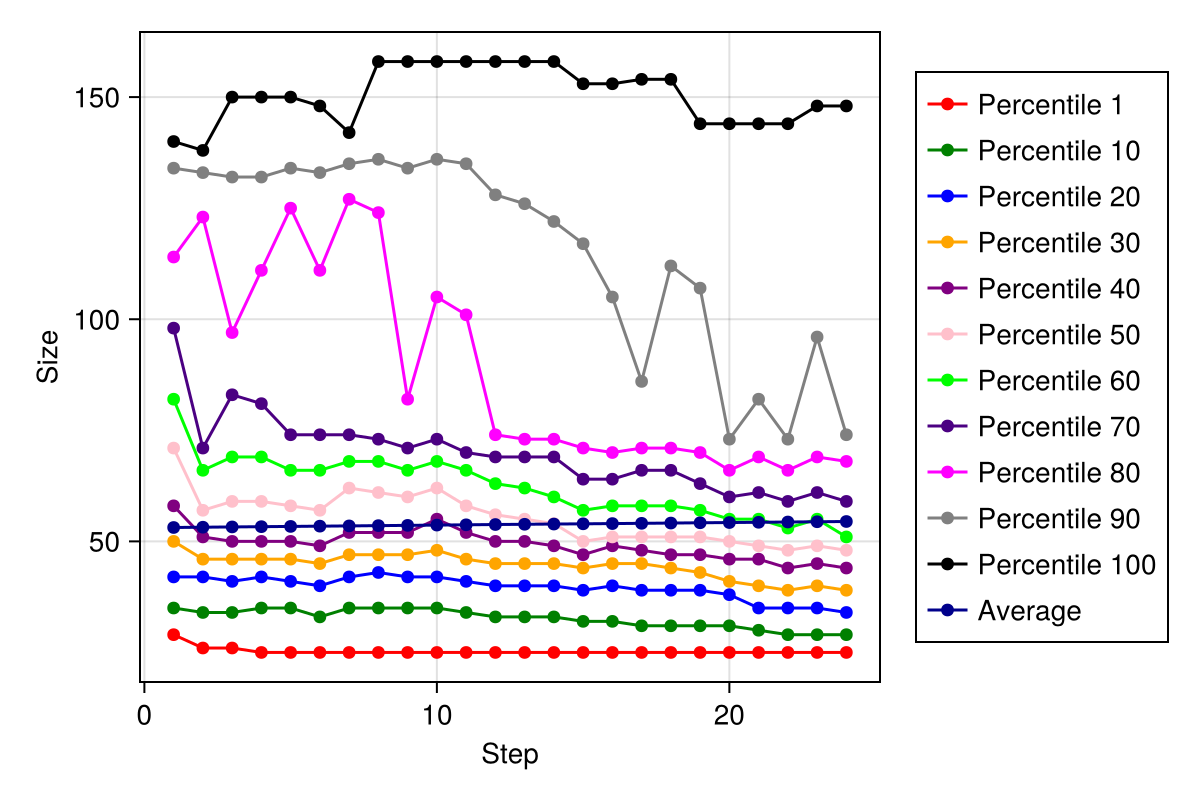 150
100
50
Size
0
10
20
Step
Percentile 1
Percentile 10
Percentile 20
Percentile 30
Percentile 40
Percentile 50
Percentile 60
Percentile 70
Percentile 80
Percentile 90
Percentile 100
Average